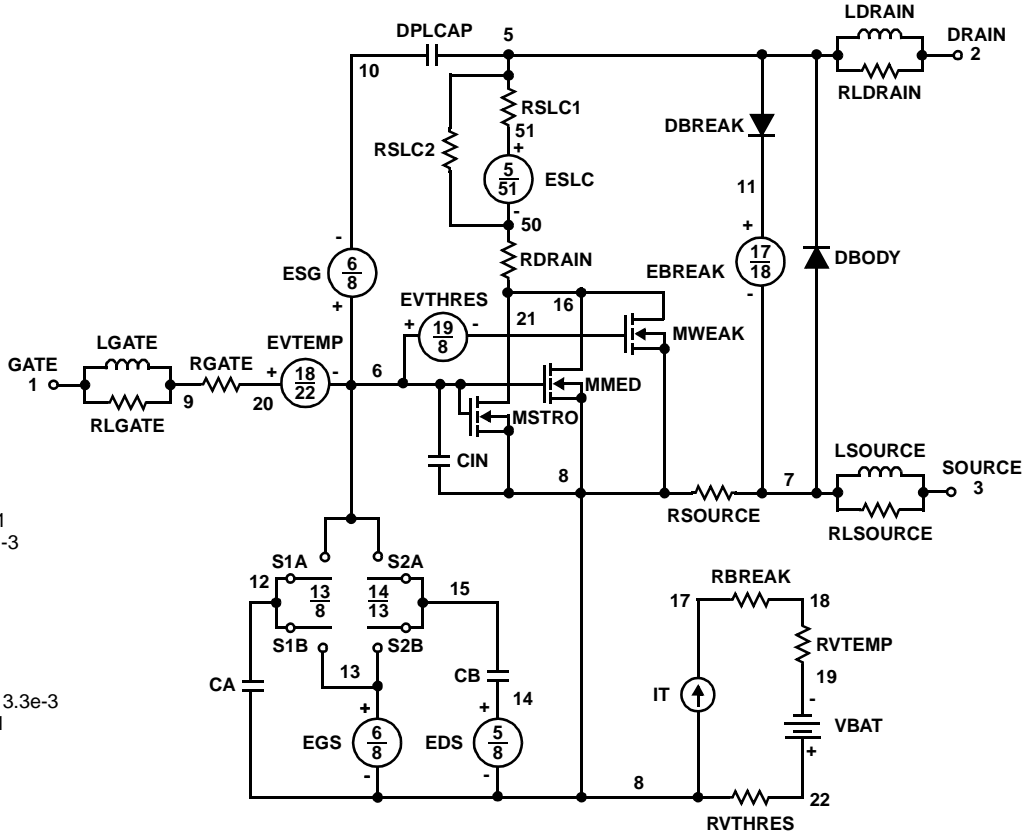 LDRAIN
DPLCAP
5
DRAIN
2
10
RLDRAIN
RSLC1
51
+
DBREAK
RSLC2
5
51
ESLC
-
50
11
-
+
6
8
ESG
+
RDRAIN
17
18
EBREAK
-
DBODY
EVTHRES
16
21
+
19
8
-
MWEAK
LGATE
EVTEMP
GATE
1
RGATE
+
18
22
-
6
MMED
9
20
RLGATE
MSTRO
CIN
8
LSOURCE
7
SOURCE
3
RSOURCE
RLSOURCE
-3
S1A
S2A
12
13
8
14
13
15
S1B
S2B
RBREAK
17
18
RVTEMP
13
CB
CA
14
IT
19
-
VBAT
+
3.3e-3
+
EGS
6
8
-
+
EDS
5
8
-
8
22
RVTHRES